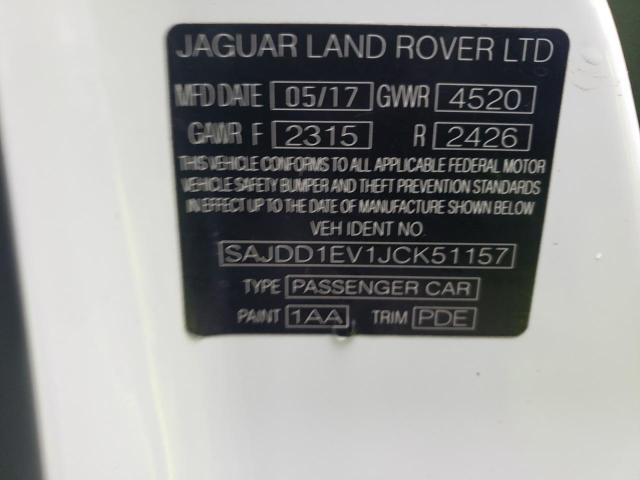 JAGUAR LAND ROVER LTD
MFD DATE 05/17 GVWR 4520
GAWR F 2315 R 2426
THIS VEHICLE CONFORMS TO ALL APPLICABLE FEDERAL MOTOR
VEHICLE SAFETY BUMPER AND THEFT PREVENTION STANDARDS
IN EFFECT UP TO THE DATE OF MANUFACTURE SHOWN BELOW
VEH IDENT NO.
SAJDD1EV1JCK51157
TYPE PASSENGER CAR
PAINT 1AA TRIM PDE